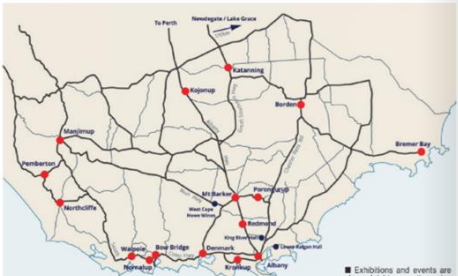 To Perth
Newdegate / Lake Grace
Katanning
Kojonup
Borden
Manjimup
Bremer Bay
Pemberton
Mt Barker
Porongurup
Northcliffe
West Cape
Howe Wines
Redmond
King River Hall
Walpole
Bow Bridge
Denmark
Lower Kalgan Hall
Nornalup
Kronkup
Albany
■ Exhibitions and events are